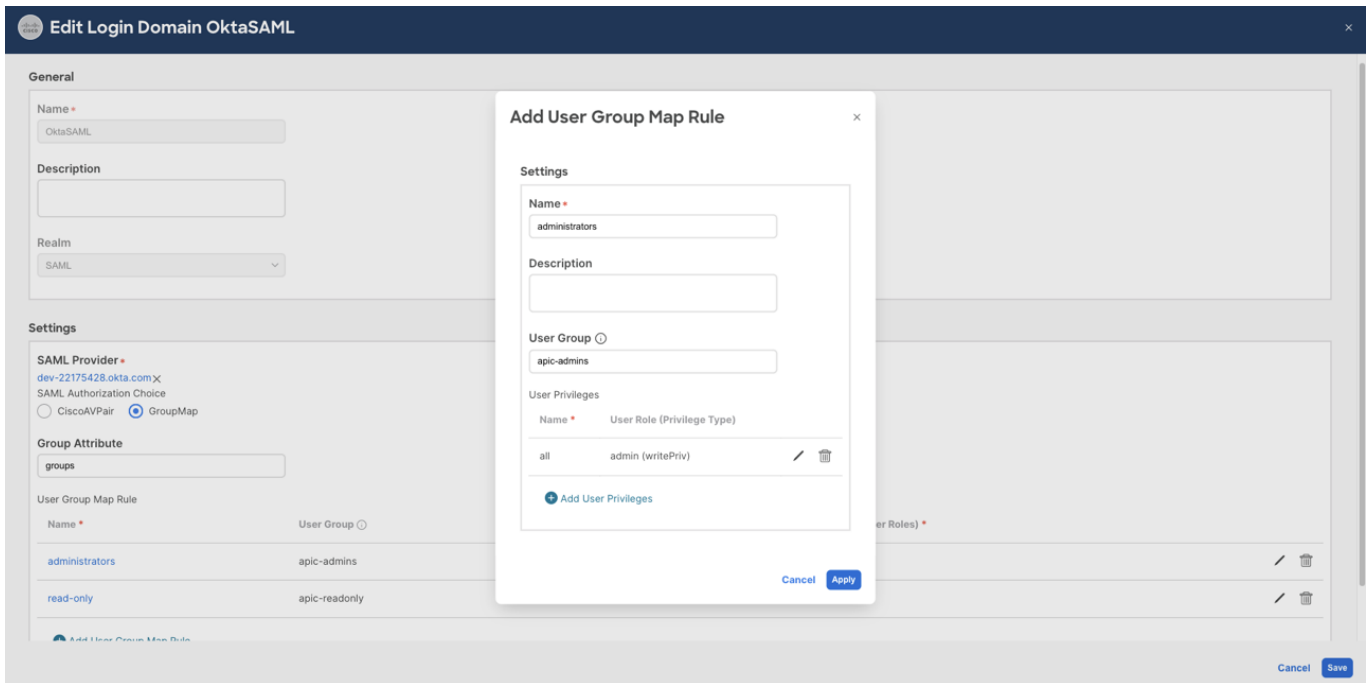 Edit Login Domain OktaSAML
General
Name *
OktaSAML
Description
Realm
SAML
Settings
SAML Provider *
dev-22175428.okta.com
SAML Authorization Choice
CiscoAVPair GroupMap
Group Attribute
groups
User Group Map Rule
Name * User Group er Roles) *
administrators apic-admins
read-only apic-readonly
Add User Group Map Rule
Cancel Save
Add User Group Map Rule
Settings
Name *
administrators
Description
User Group
apic-admins
User Privileges
Name * User Role (Privilege Type)
all admin (writePriv)
Add User Privileges
Cancel Apply